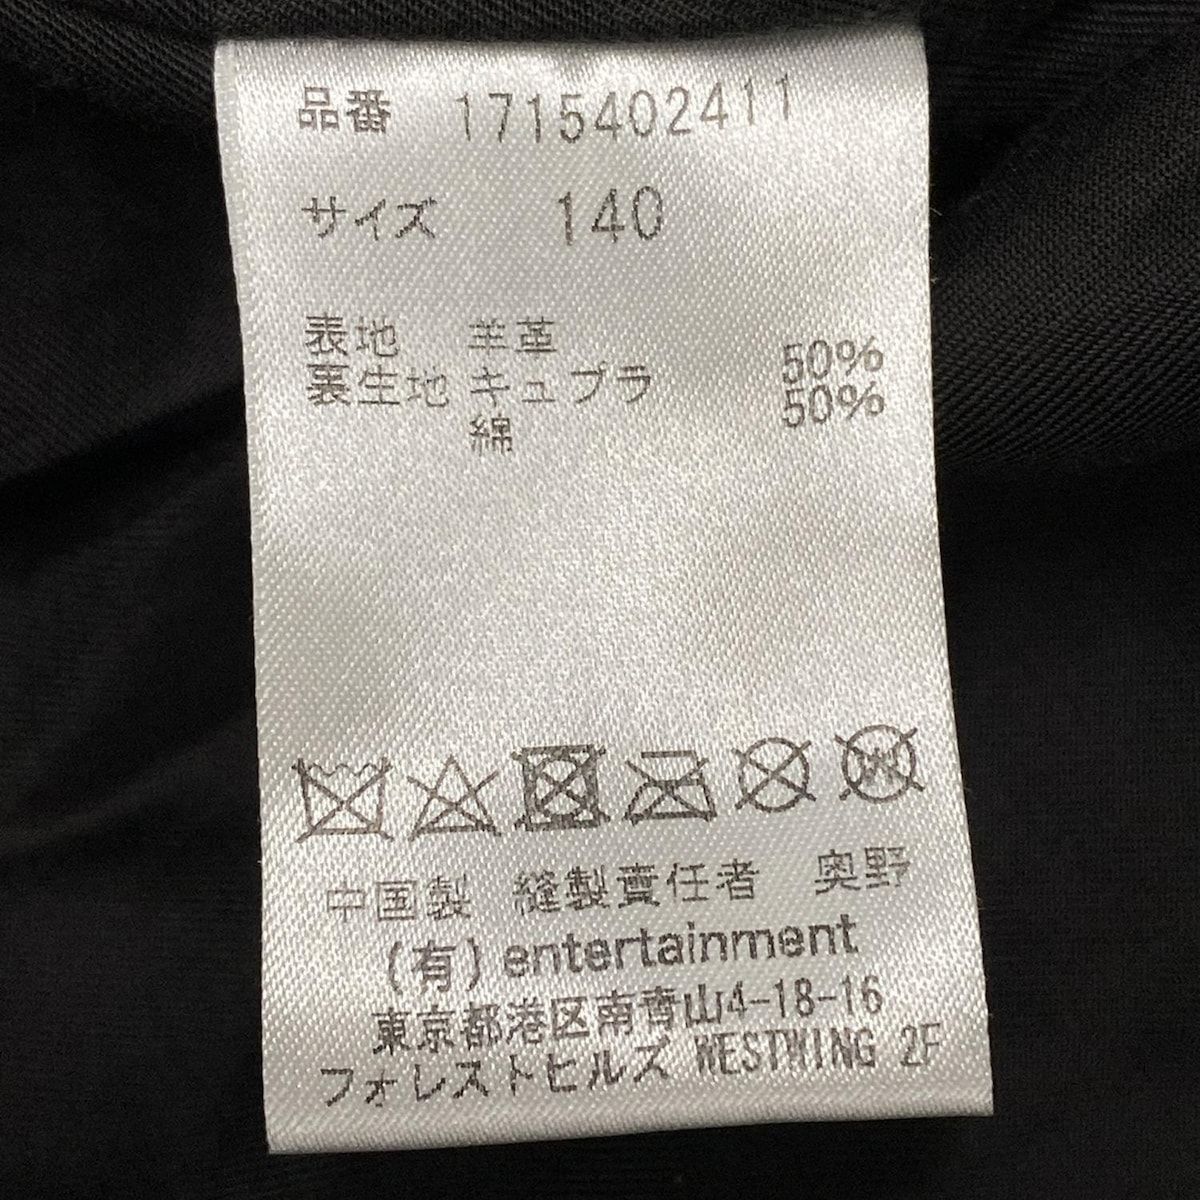 品番 1715402411
サイズ 140
表地 羊革
裏生地 キュプラ 50%
綿 50%
中国製 縫製責任者 奥野
(有) entertainment
東京都港区南青山4-18-16
フォレストヒルズ WESTWING 2F